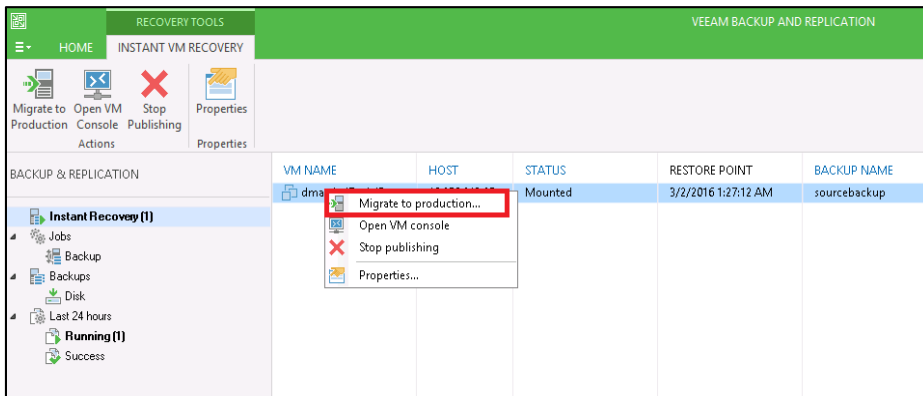 RECOVERY TOOLS
VEEAM BACKUP AND REPLICATION
HOME
INSTANT VM RECOVERY
Migrate to Production
Open VM Console
Stop Publishing
Properties
Actions
Properties
BACKUP & REPLICATION
Instant Recovery (1)
Jobs
Backup
Backups
Disk
Last 24 hours
Running (1)
Success
VM NAME HOST STATUS RESTORE POINT BACKUP NAME
Mounted 3/2/2016 1:27:12 AM sourcebackup
Migrate to production...
Open VM console
Stop publishing
Properties...